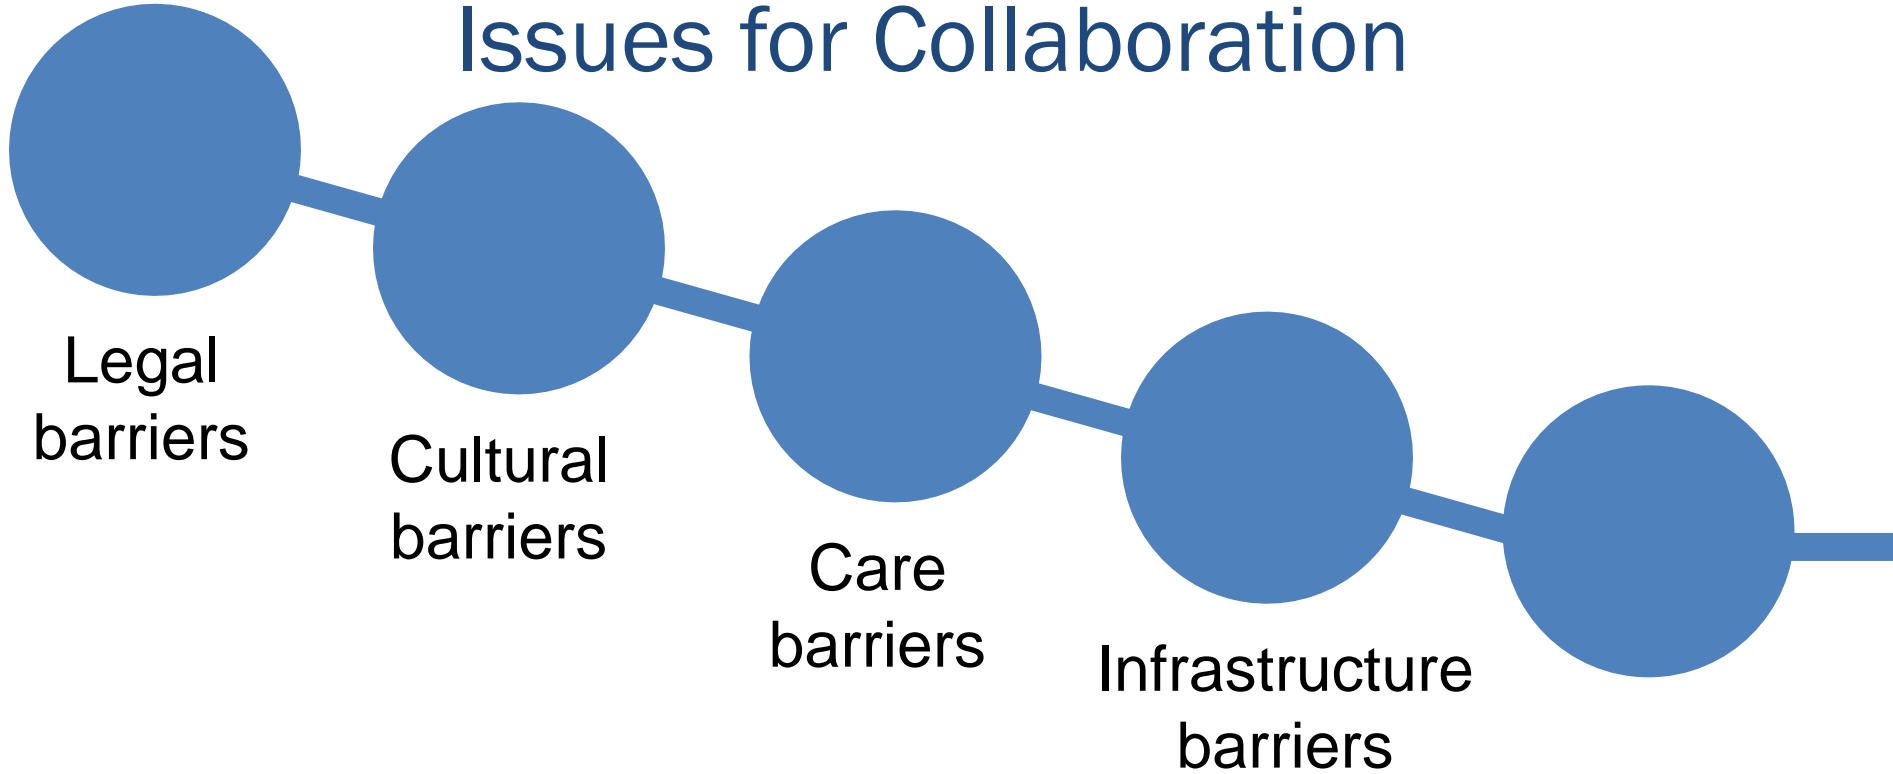 Issues for Collaboration
Legal
barriers
Cultural
barriers
Care
barriers
Infrastructure
barriers